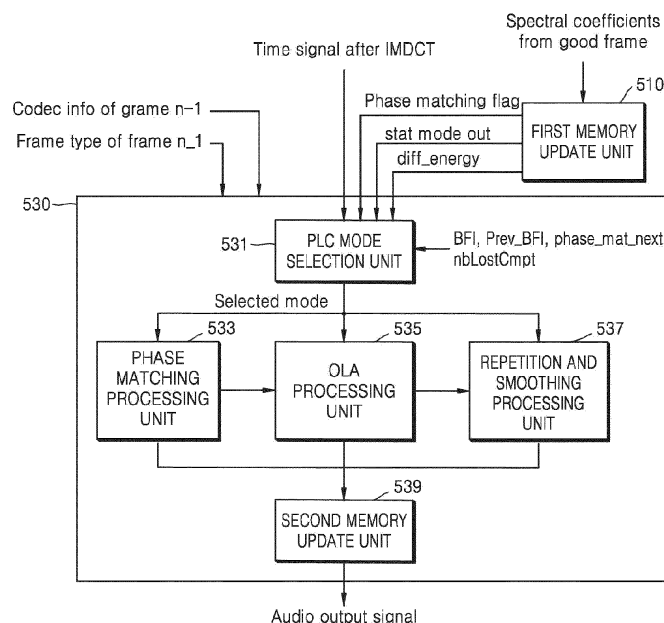 Spectral coefficients
from good frame
Time signal after IMDCT
510
Codec info of grame n-1
Phase matching flag
FIRST MEMORY
UPDATE UNIT
Frame type of frame n_1
stat mode out
diff_energy
530
531
PLC MODE
SELECTION UNIT
BFI, Prev_BFI, phase_mat_next
nbLostCmpt
Selected mode
533
535
537
PHASE
MATCHING
PROCESSING
UNIT
OLA
PROCESSING
UNIT
REPETITION AND
SMOOTHING
PROCESSING
UNIT
539
SECOND MEMORY
UPDATE UNIT
Audio output signal